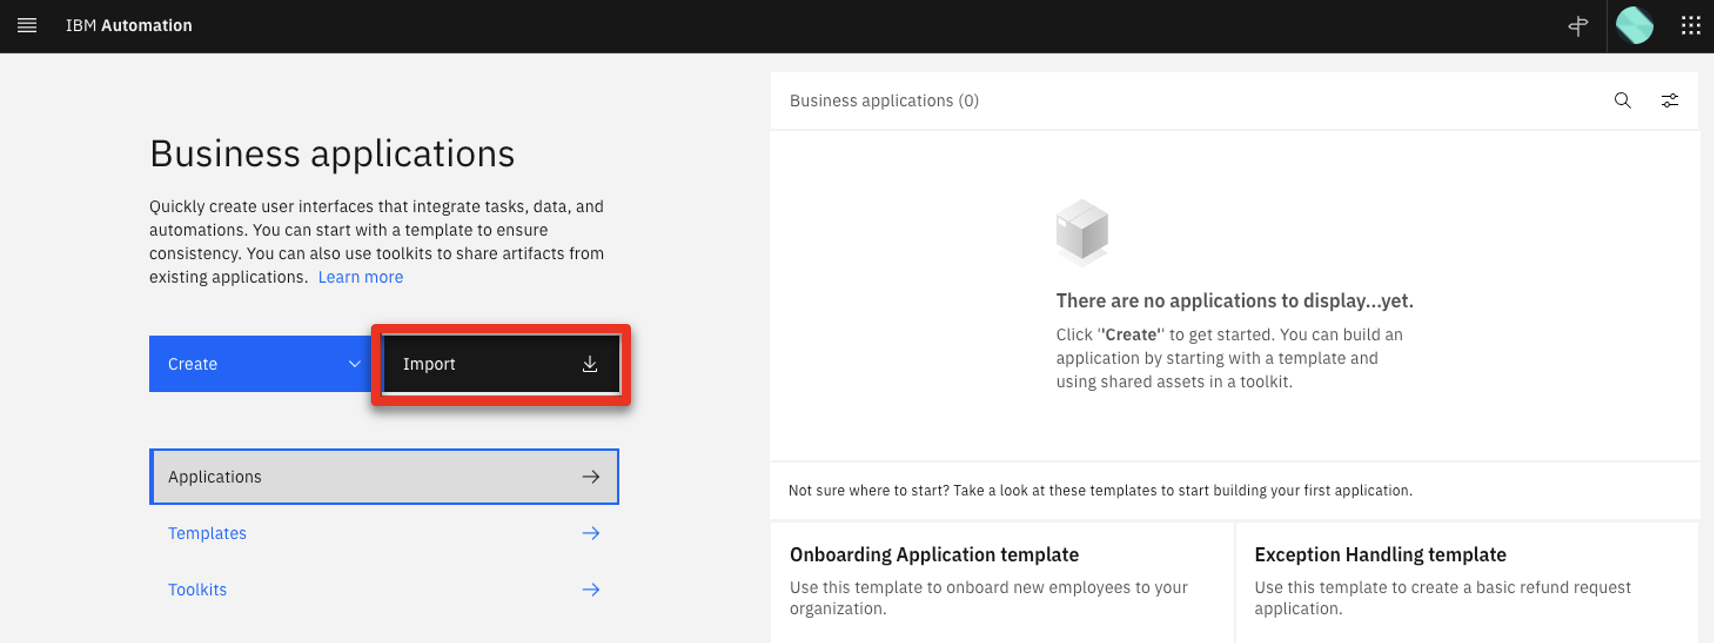 IBM Automation
Business applications
Quickly create user interfaces that integrate tasks, data, and
automations. You can start with a template to ensure
consistency. You can also use toolkits to share artifacts from
existing applications. Learn more
Create
Import
Applications
Templates
Toolkits
Business applications (0)
There are no applications to display...yet.
Click "Create" to get started. You can build an
application by starting with a template and
using shared assets in a toolkit.
Not sure where to start? Take a look at these templates to start building your first application.
Onboarding Application template
Use this template to onboard new employees to your
organization.
Exception Handling template
Use this template to create a basic refund request
application.